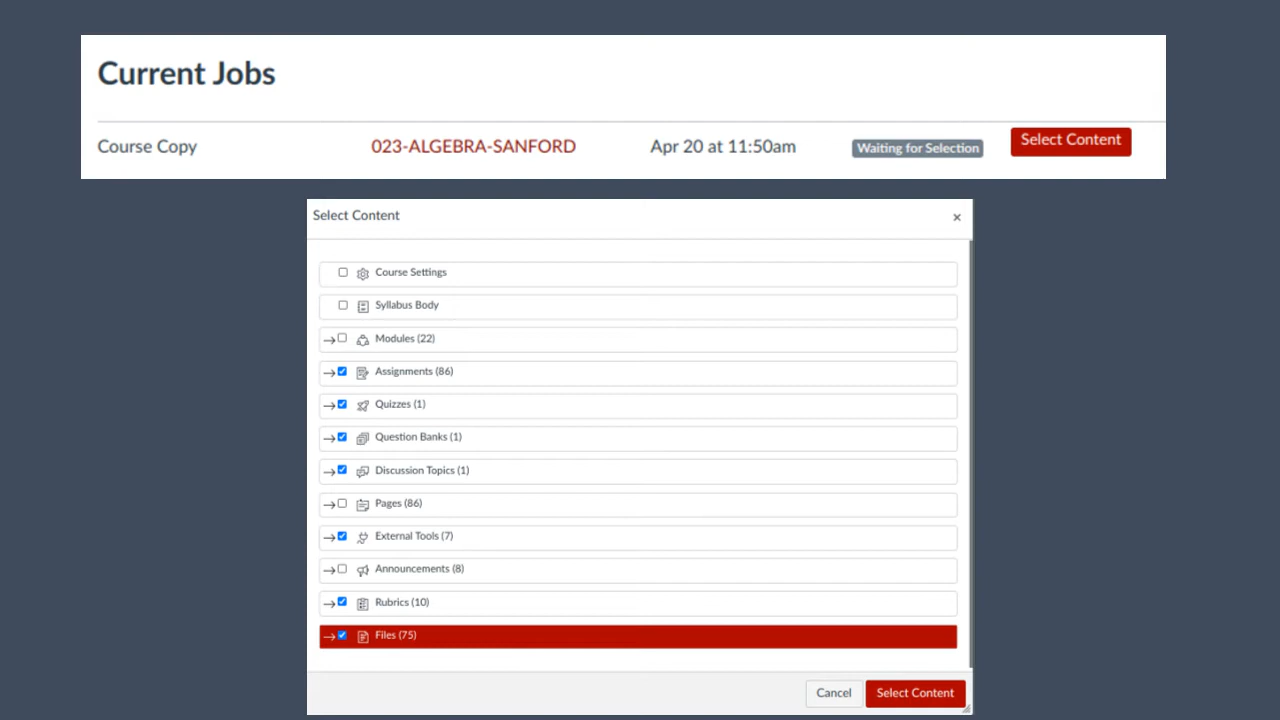 Current Jobs
Course Copy 023-ALGEBRA-SANFORD Apr 20 at 11:50am Waiting for Selection Select Content
Select Content ×
Course Settings
Syllabus Body
Modules (22)
Assignments (86)
Quizzes (1)
Question Banks (1)
Discussion Topics (1)
Pages (86)
External Tools (7)
Announcements (8)
Rubrics (10)
Files (75)
Cancel Select Content